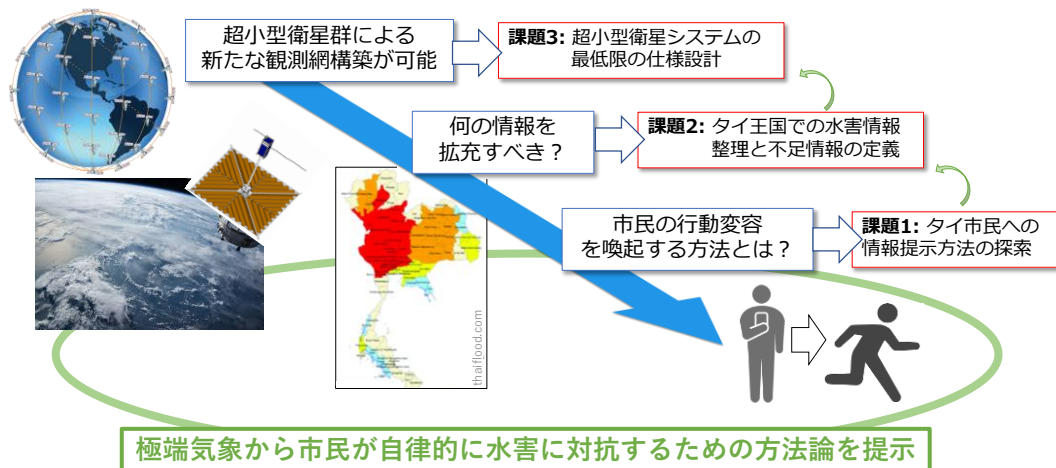 超小型衛星群による
新たな観測網構築が可能
課題3: 超小型衛星システムの
最低限の仕様設計
何の情報を
拡充すべき？
課題2: タイ王国での水害情報
整理と不足情報の定義
市民の行動変容
を喚起する方法とは？
課題1: タイ市民への
情報提示方法の探索
thaiflood.com
極端気象から市民が自律的に水害に対抗するための方法論を提示